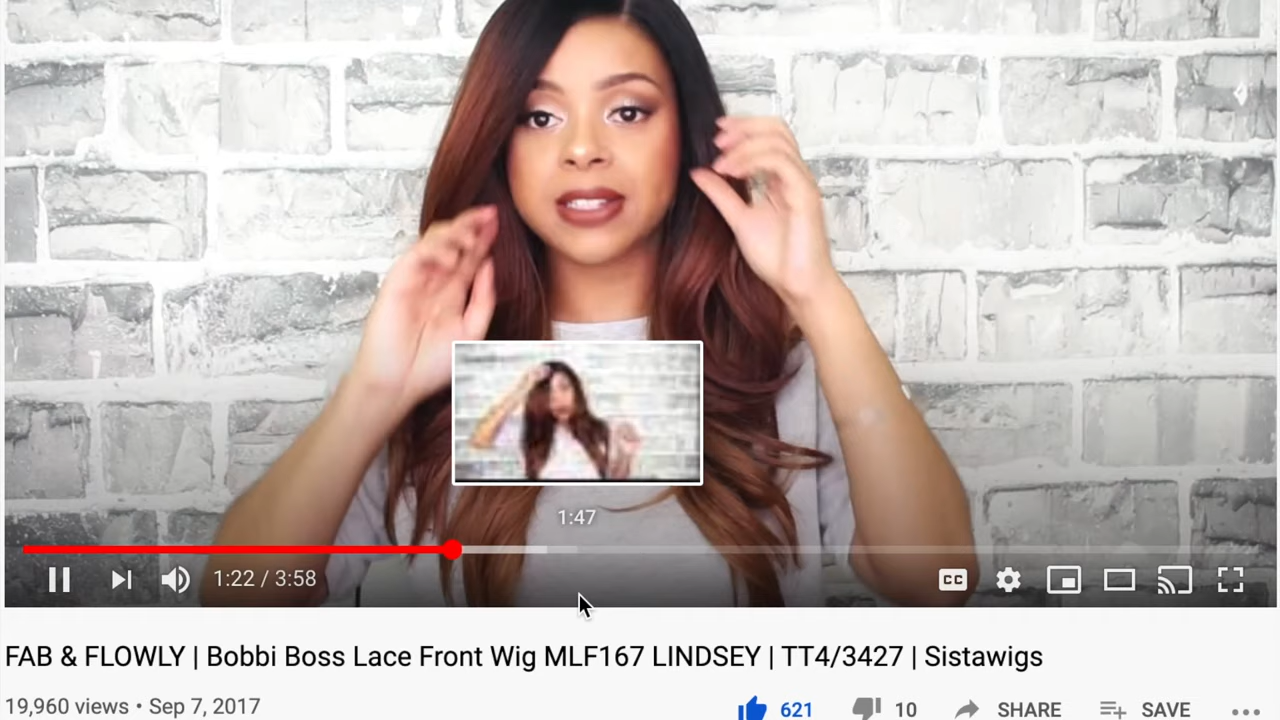 1:47
1:22 / 3:58
CC
FAB & FLOWLY | Bobbi Boss Lace Front Wig MLF167 LINDSEY | TT4/3427 | Sistawigs
19,960 views • Sep 7, 2017 621 10 SHARE SAVE